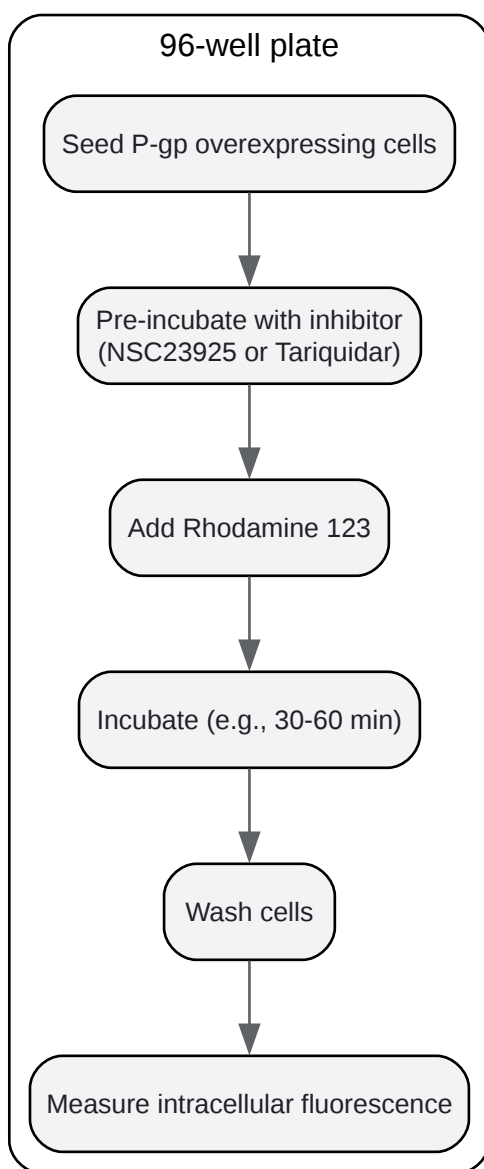 96-well plate
Seed P-gp overexpressing cells
Pre-incubate with inhibitor
(NSC23925 or Tariquidar)
Add Rhodamine 123
Incubate (e.g., 30-60 min)
Wash cells
Measure intracellular fluorescence